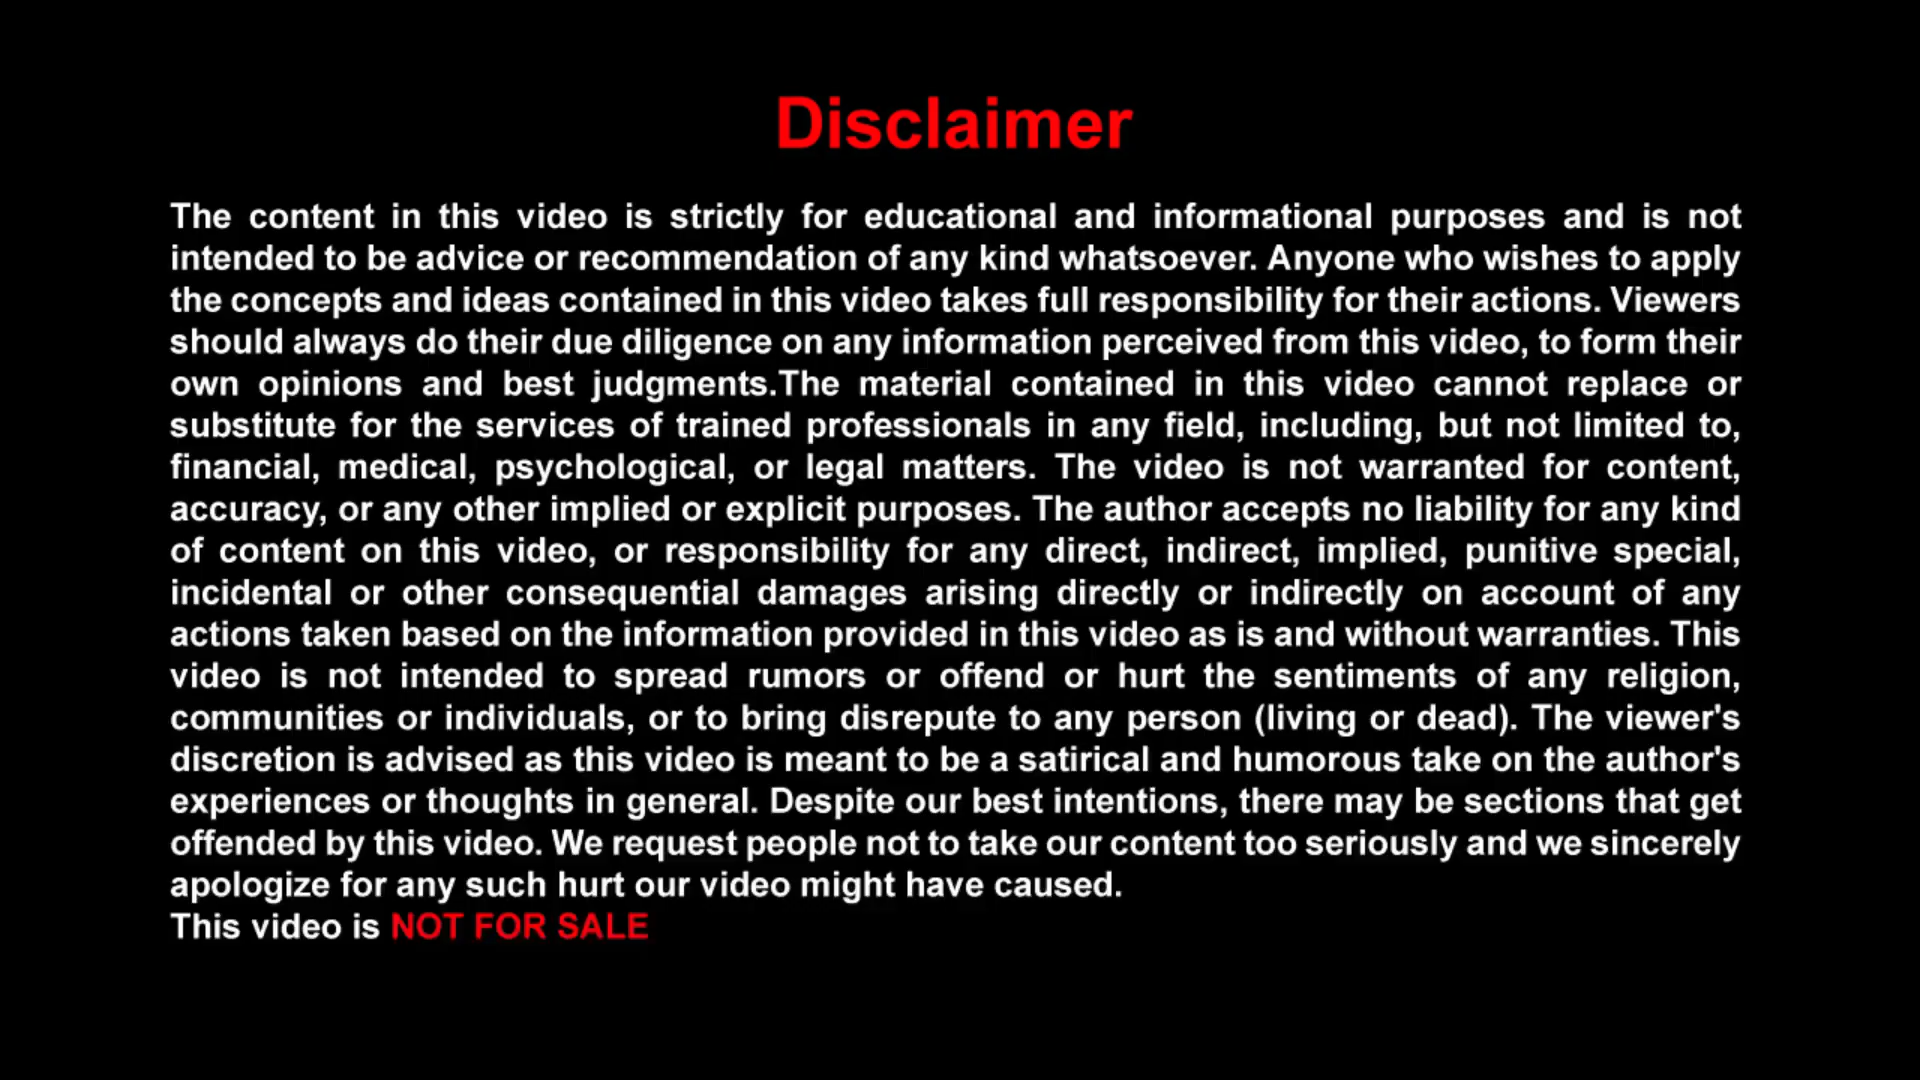 Disclaimer
The content in this video is strictly for educational and informational purposes and is not
intended to be advice or recommendation of any kind whatsoever. Anyone who wishes to apply
the concepts and ideas contained in this video takes full responsibility for their actions. Viewers
should always do their due diligence on any information perceived from this video, to form their
own opinions and best judgments.The material contained in this video cannot replace or
substitute for the services of trained professionals in any field, including, but not limited to,
financial, medical, psychological, or legal matters. The video is not warranted for content,
accuracy, or any other implied or explicit purposes. The author accepts no liability for any kind
of content on this video, or responsibility for any direct, indirect, implied, punitive special,
incidental or other consequential damages arising directly or indirectly on account of any
actions taken based on the information provided in this video as is and without warranties. This
video is not intended to spread rumors or offend or hurt the sentiments of any religion,
communities or individuals, or to bring disrepute to any person (living or dead). The viewer's
discretion is advised as this video is meant to be a satirical and humorous take on the author's
experiences or thoughts in general. Despite our best intentions, there may be sections that get
offended by this video. We request people not to take our content too seriously and we sincerely
apologize for any such hurt our video might have caused.
This video is NOT FOR SALE